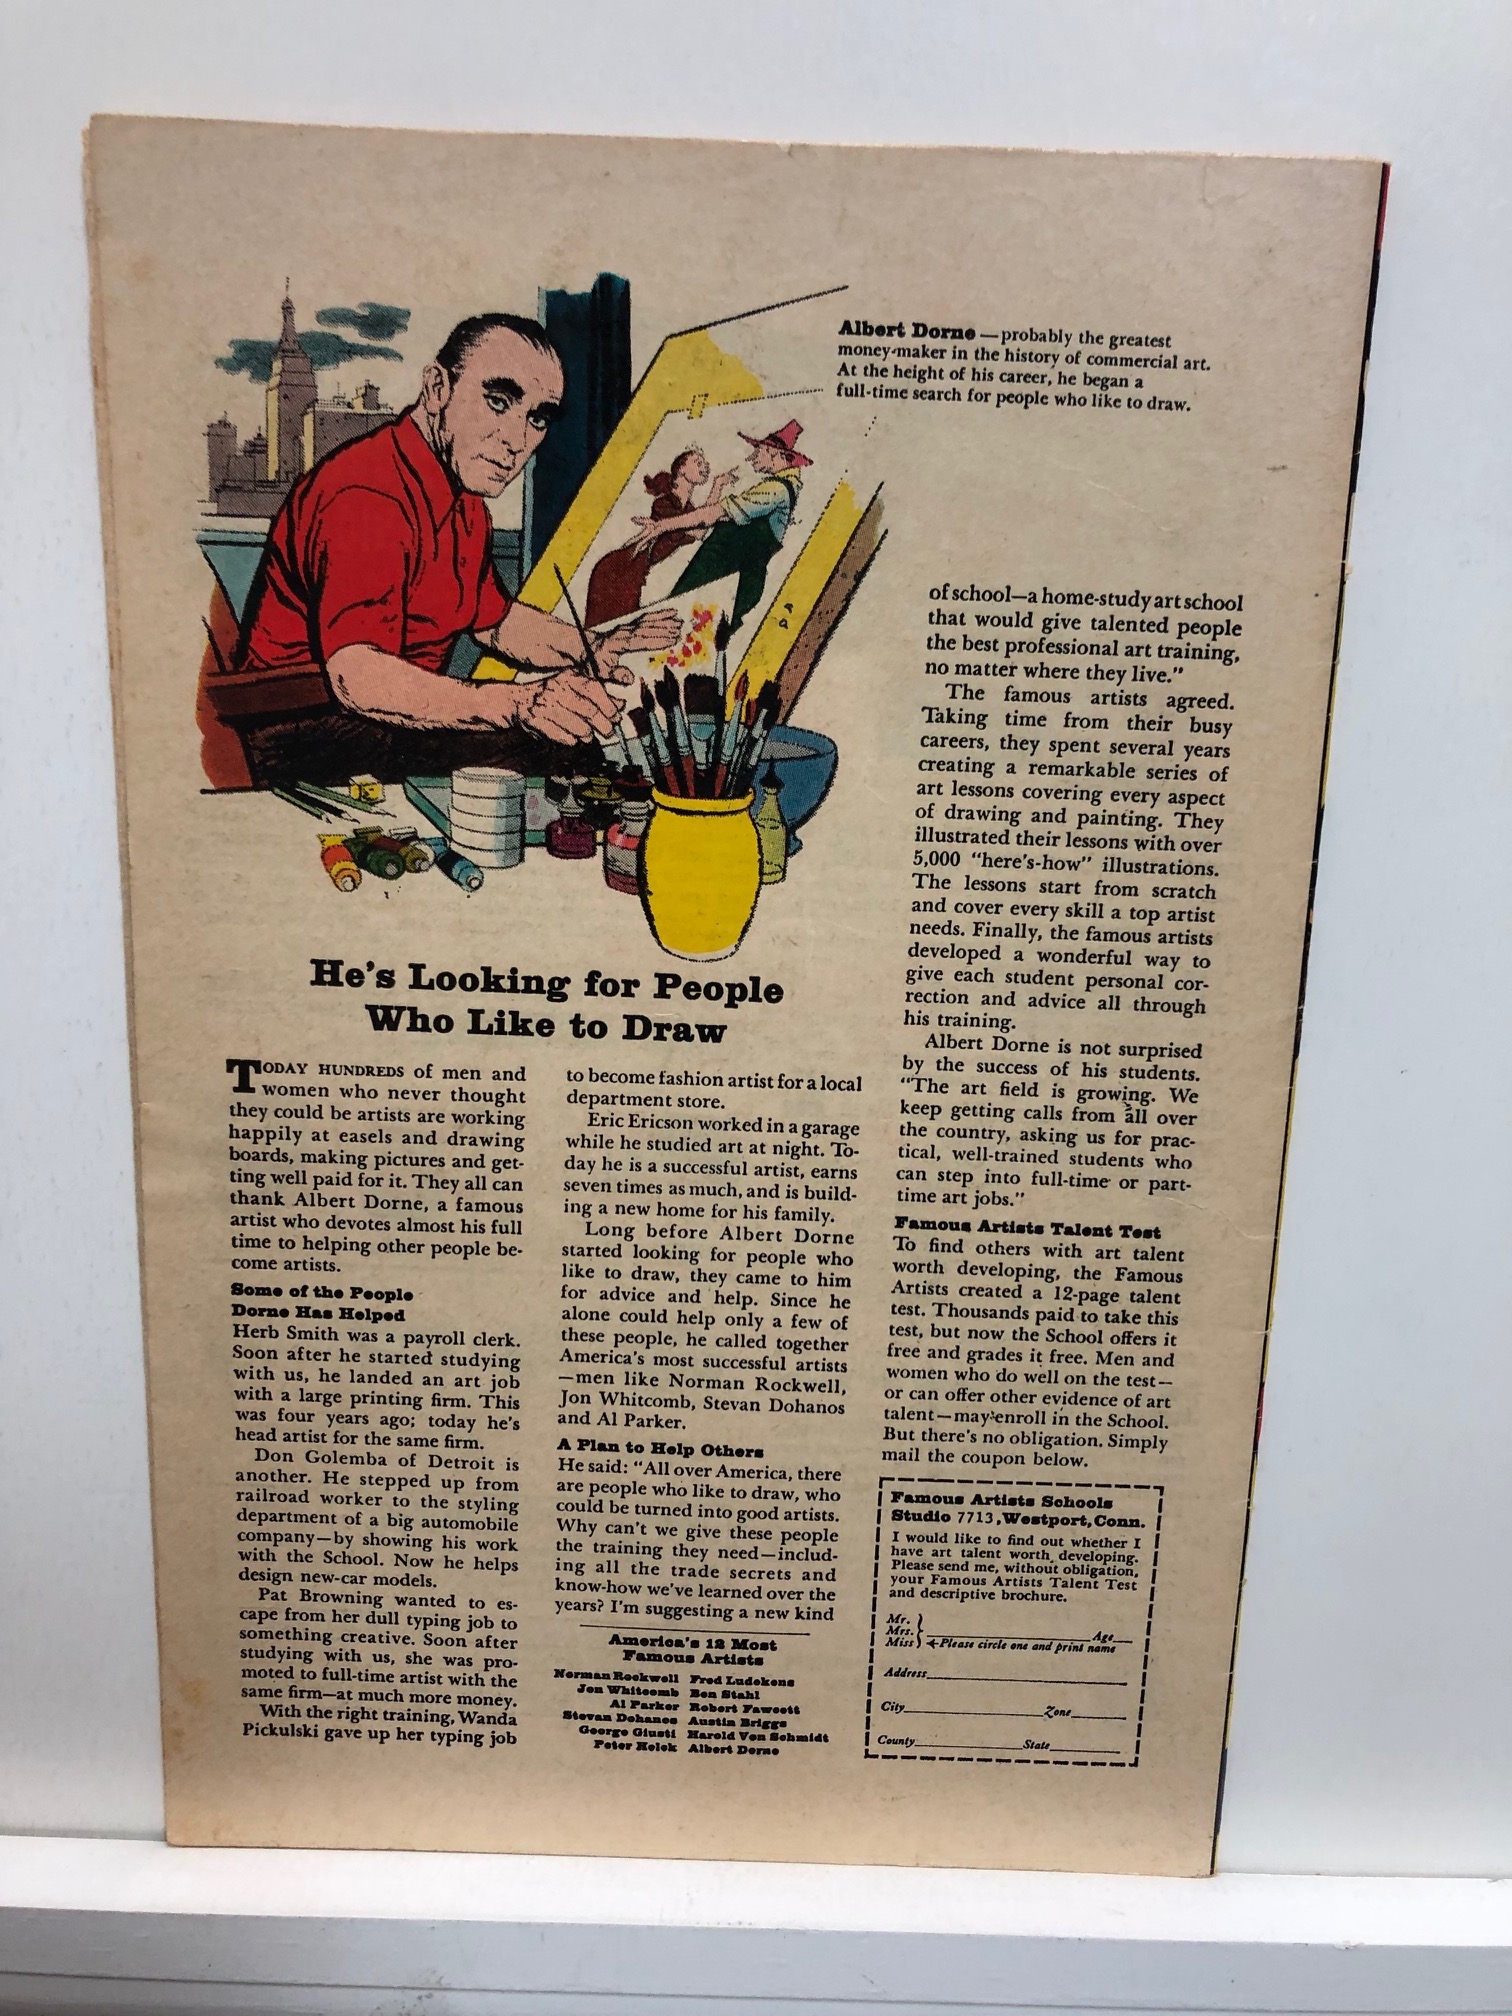 Albert Dorne — probably the greatest
money-maker in the history of commercial art.
At the height of his career, he began a
full-time search for people who like to draw.
He's Looking for People
Who Like to Draw
TODAY HUNDREDS of men and
women who never thought
they could be artists are working
happily at easels and drawing
boards, making pictures and get-
ting well paid for it. They all can
thank Albert Dorne, a famous
artist who devotes almost his full
time to helping other people be-
come artists.
Some of the People
Dorne Has Helped
Herb Smith was a payroll clerk.
Soon after he started studying
with us, he landed an art job
with a large printing firm. This
was four years ago; today he's
head artist for the same firm.
Don Golemba of Detroit is
another. He stepped up from
railroad worker to the styling
department of a big automobile
company—by showing his work
with the School. Now he helps
design new-car models.
Pat Browning wanted to es-
cape from her dull typing job to
something creative. Soon after
studying with us, she was pro-
moted to full-time artist with the
same firm—at much more money.
With the right training, Wanda
Pickulski gave up her typing job
to become fashion artist for a local
department store.
Eric Ericson worked in a garage
while he studied art at night. To-
day he is a successful artist, earns
seven times as much, and is build-
ing a new home for his family.
Long before Albert Dorne
started looking for people who
like to draw, they came to him
for advice and help. Since he
alone could help only a few of
these people, he called together
America's most successful artists
—men like Norman Rockwell,
Jon Whitcomb, Stevan Dohanos
and Al Parker.
A Plan to Help Others
He said: "All over America, there
are people who like to draw, who
could be turned into good artists.
Why can't we give these people
the training they need—includ-
ing all the trade secrets and
know-how we've learned over the
years? I'm suggesting a new kind
America's 12 Most
Famous Artists
Norman Rockwell Fred Ludekens
Jon Whitcomb Ben Stahl
Al Parker Robert Fawcett
Stevan Dohanos Austin Briggs
George Giusti Harold Von Schmidt
Peter Helck Albert Dorne
of school—a home-study art school
that would give talented people
the best professional art training,
no matter where they live."
The famous artists agreed.
Taking time from their busy
careers, they spent several years
creating a remarkable series of
art lessons covering every aspect
of drawing and painting. They
illustrated their lessons with over
5,000 "here's-how" illustrations.
The lessons start from scratch
and cover every skill a top artist
needs. Finally, the famous artists
developed a wonderful way to
give each student personal cor-
rection and advice all through
his training.
Albert Dorne is not surprised
by the success of his students.
"The art field is growing. We
keep getting calls from all over
the country, asking us for prac-
tical, well-trained students who
can step into full-time or part-
time art jobs."
Famous Artists Talent Test
To find others with art talent
worth developing, the Famous
Artists created a 12-page talent
test. Thousands paid to take this
test, but now the School offers it
free and grades it free. Men and
women who do well on the test—
or can offer other evidence of art
talent—may enroll in the School.
But there's no obligation. Simply
mail the coupon below.
Famous Artists Schools
Studio 7713, Westport, Conn.
I would like to find out whether I
have art talent worth developing.
Please send me, without obligation,
your Famous Artists Talent Test
and descriptive brochure.
Mr.
Mrs. Age
Miss Please circle one and print name
Address
City Zone
County State